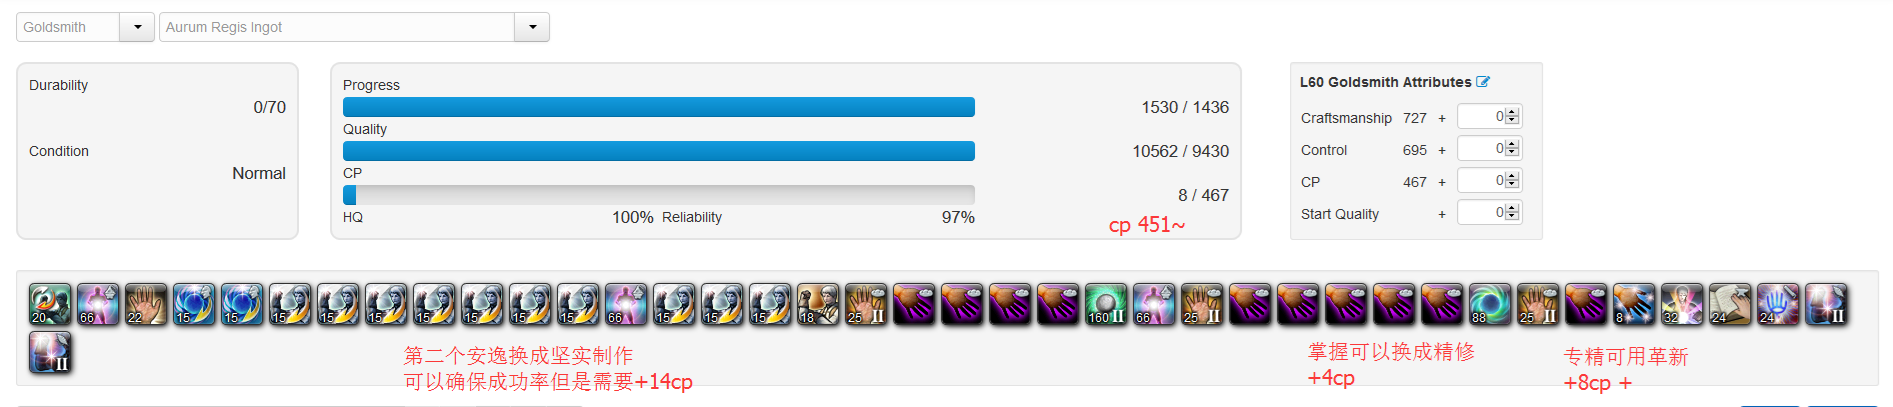 Goldsmith
Aurum Regis Ingot
Durability
0/70
Condition
Normal
Progress
1530 / 1436
Quality
10562 / 9430
CP
8 / 467
HQ 100% Reliability 97%
cp 451~
L60 Goldsmith Attributes
Craftsmanship 727 + 0
Control 695 + 0
CP 467 + 0
Start Quality + 0
20 66 22 15 15 15 15 15 15 15 15 15 66 15 15 15 18 25 II 160 II 66 25 II 88 25 II 8 32 24 24 II
II
第二个安逸换成坚实制作
可以确保成功率但是需要+14cp
掌握可以换成精修
+4cp
专精可用革新
+8cp +